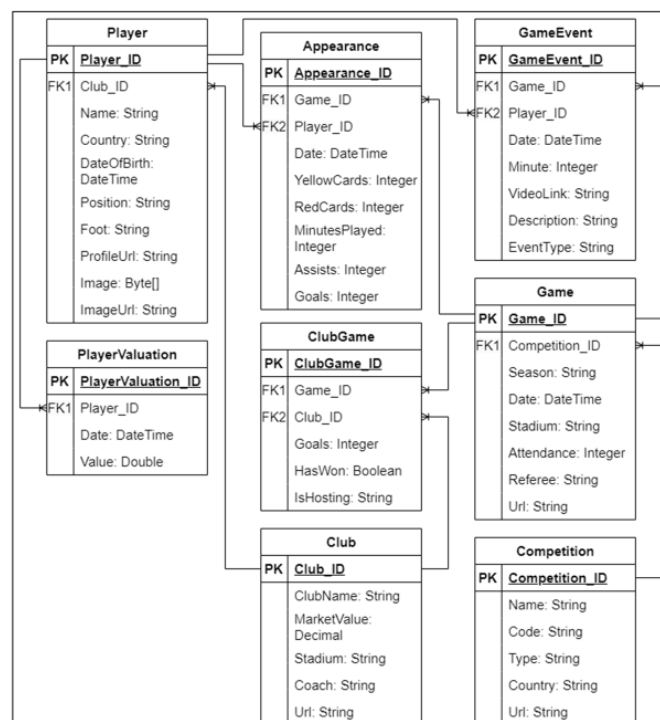 Player
PK Player_ID
FK1 Club_ID
Name: String
Country: String
DateOfBirth:
DateTime
Position: String
Foot: String
ProfileUrl: String
Image: Byte[]
ImageUrl: String
PlayerValuation
PK PlayerValuation_ID
FK1 Player_ID
Date: DateTime
Value: Double
Appearance
PK Appearance_ID
FK1 Game_ID
FK2 Player_ID
Date: DateTime
YellowCards: Integer
RedCards: Integer
MinutesPlayed:
Integer
Assists: Integer
Goals: Integer
ClubGame
PK ClubGame_ID
FK1 Game_ID
FK2 Club_ID
Goals: Integer
HasWon: Boolean
IsHosting: String
Club
PK Club_ID
ClubName: String
MarketValue:
Decimal
Stadium: String
Coach: String
Url: String
GameEvent
PK GameEvent_ID
FK1 Game_ID
FK2 Player_ID
Date: DateTime
Minute: Integer
VideoLink: String
Description: String
EventType: String
Game
PK Game_ID
FK1 Competition_ID
Season: String
Date: DateTime
Stadium: String
Attendance: Integer
Referee: String
Url: String
Competition
PK Competition_ID
Name: String
Code: String
Type: String
Country: String
Url: String